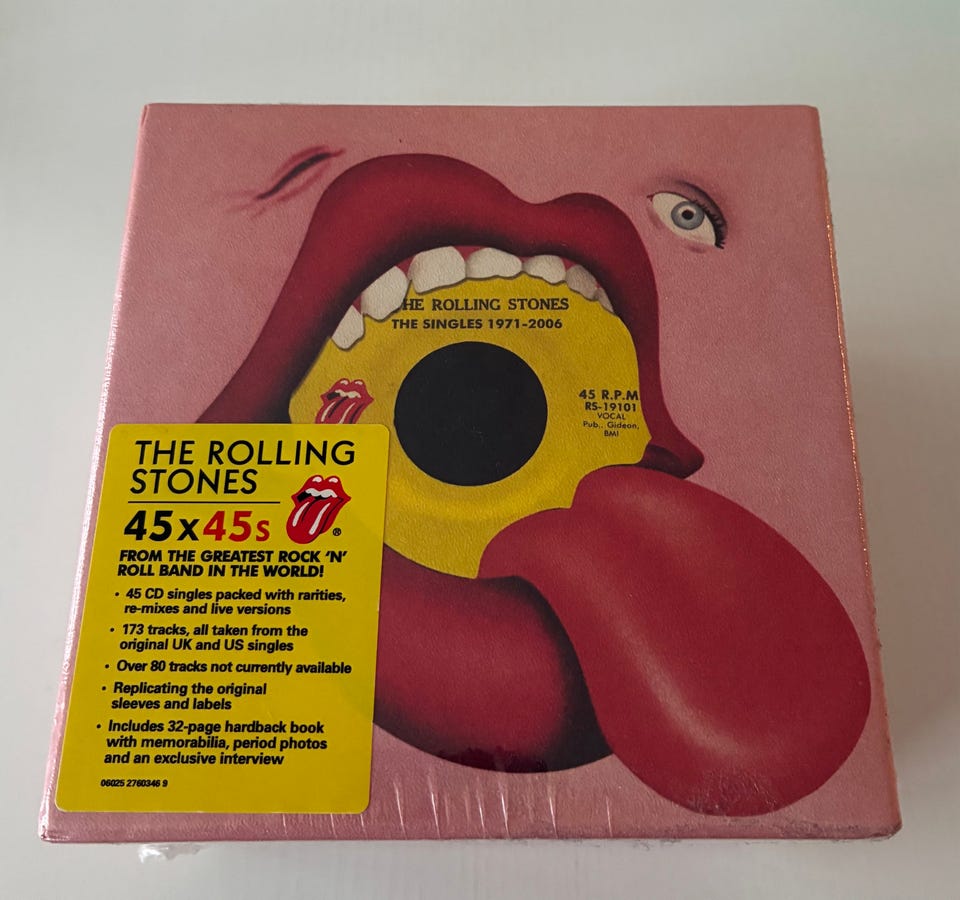 THE ROLLING STONES
THE SINGLES 1971-2006
45 R.P.M
RS-19101
VOCAL
Pub., Gideon,
BMI
THE ROLLING
STONES
45x45s
®
FROM THE GREATEST ROCK 'N'
ROLL BAND IN THE WORLD!
• 45 CD singles packed with rarities,
re-mixes and live versions
• 173 tracks, all taken from the
original UK and US singles
• Over 80 tracks not currently available
• Replicating the original
sleeves and labels
• Includes 32-page hardback book
with memorabilia, period photos
and an exclusive interview
06025 2760346 9